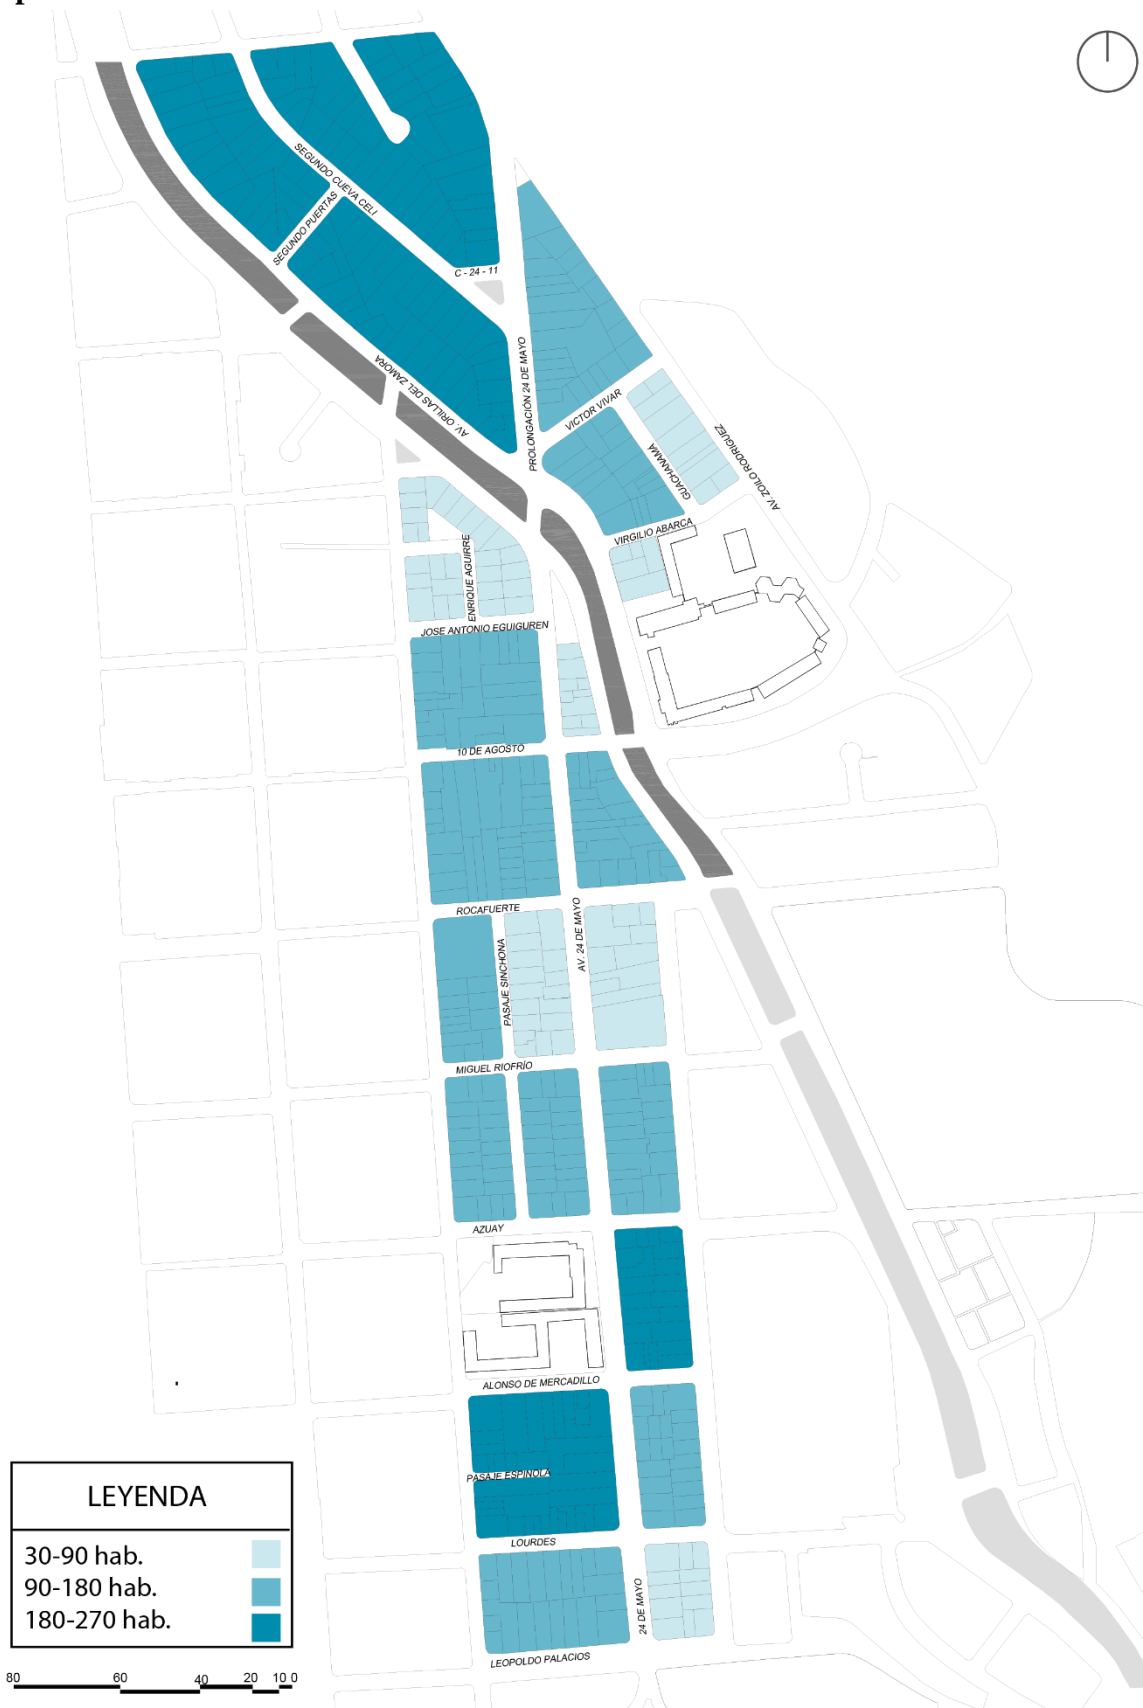 SEGUNDO CUEVA CELI
SEGUNDO PUERTAS
C - 24 - 11
AV. ORILLAS DEL ZAMORA
PROLONGACIÓN 24 DE MAYO
VICTOR VIVAR
GUACHANAMA
AV. ZOILO RODRIGUEZ
VIRGILIO ABARCA
ENRIQUE AGUIRRE
JOSE ANTONIO EGUIGUREN
10 DE AGOSTO
ROCAFUERTE
PASAJE SINCHONA
AV. 24 DE MAYO
MIGUEL RIOFRÍO
AZUAY
ALONSO DE MERCADILLO
PASAJE ESPINOLA
LOURDES
24 DE MAYO
LEOPOLDO PALACIOS
LEYENDA
30-90 hab.
90-180 hab.
180-270 hab.
80 60 40 20 10 0